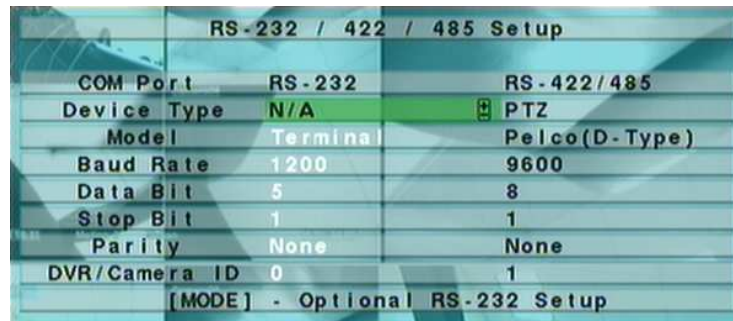 RS-232 / 422 / 485 Setup
COM Port RS-232 RS-422/485
Device Type N/A ± PTZ
Model Terminal Pelco(D-Type)
Baud Rate 1200 9600
Data Bit 5 8
Stop Bit 1 1
Parity None None
DVR/Camera ID 0 1
[MODE] - Optional RS-232 Setup